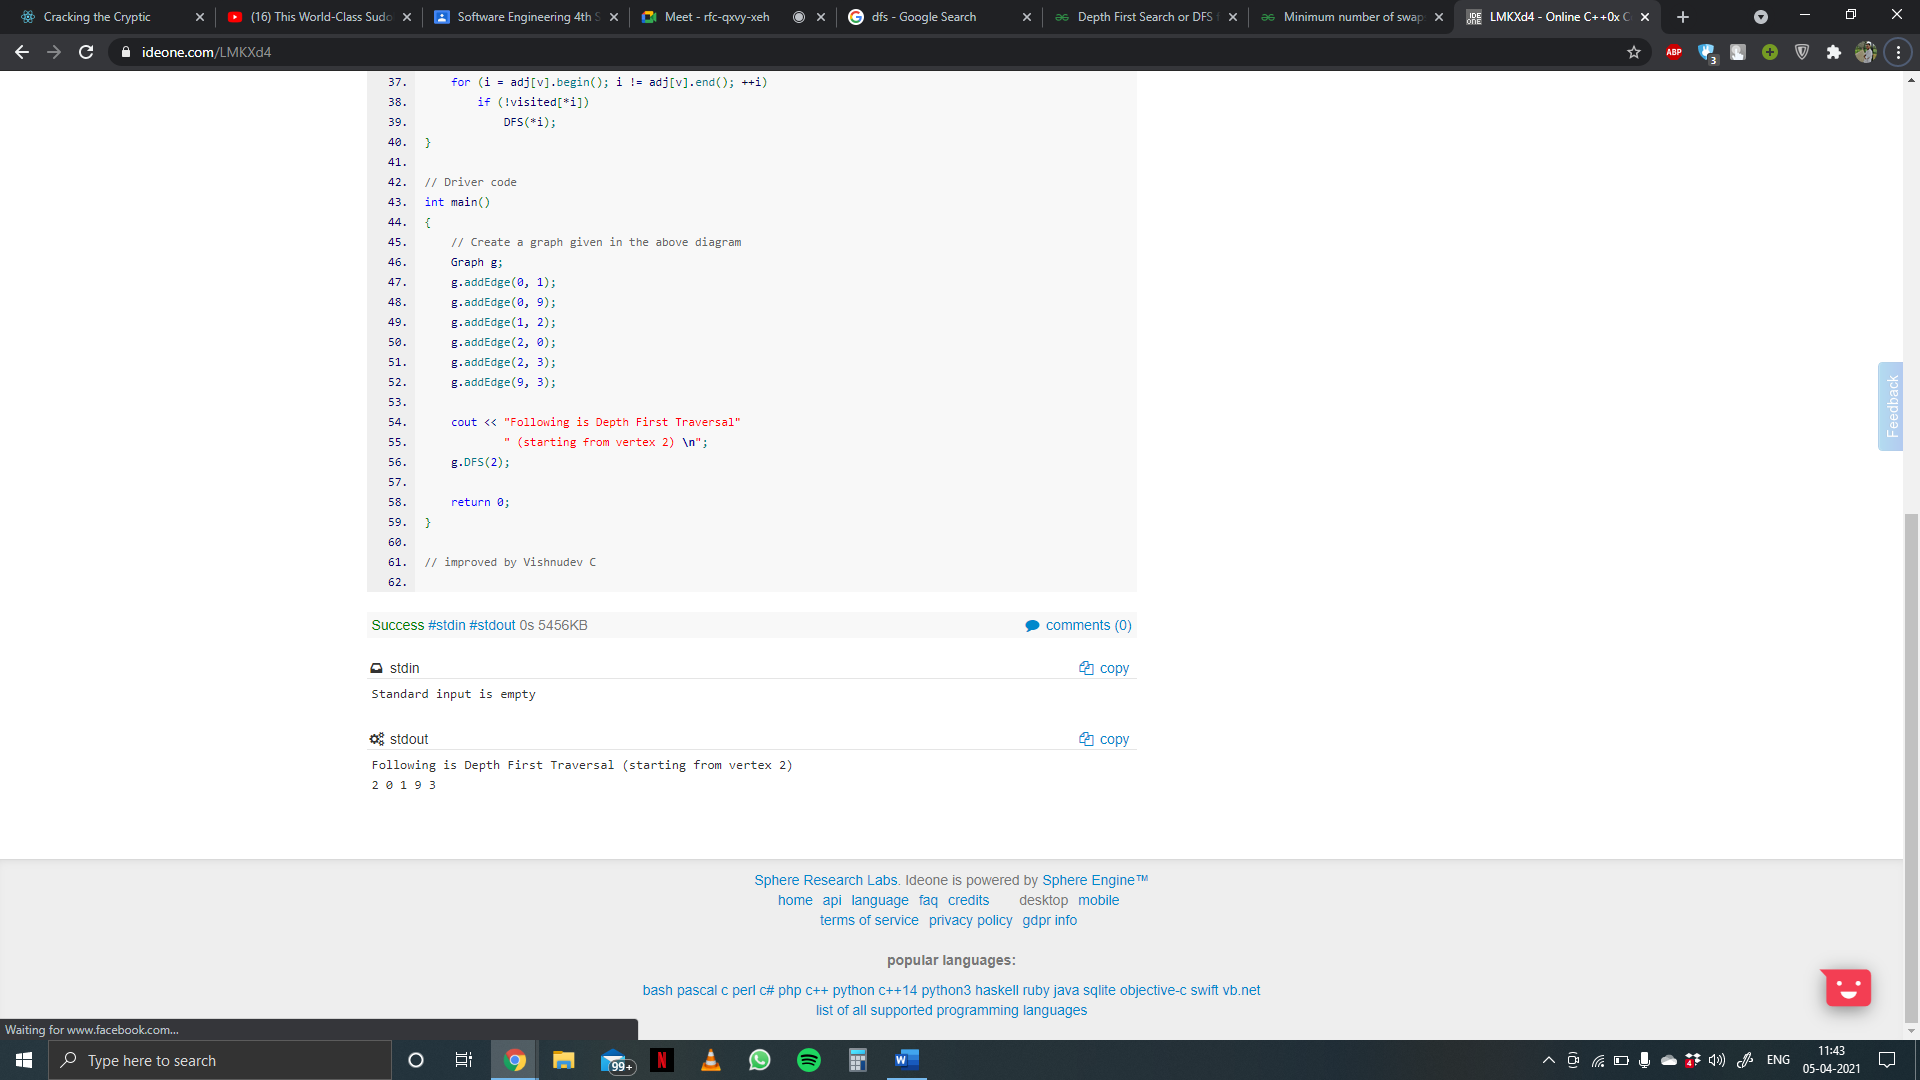 Cracking the Cryptic
(16) This World-Class Sudo
Software Engineering 4th S
Meet - rfc-qxvy-xeh
dfs - Google Search
Depth First Search or DFS f
Minimum number of swap
LMKXd4 - Online C++0x C
ideone.com/LMKXd4
ABP
3
37. for (i = adj[v].begin(); i != adj[v].end(); ++i)
38. if (!visited[*i])
39. DFS(*i);
40. }
41.
42. // Driver code
43. int main()
44. {
45. // Create a graph given in the above diagram
46. Graph g;
47. g.addEdge(0, 1);
48. g.addEdge(0, 9);
49. g.addEdge(1, 2);
50. g.addEdge(2, 0);
51. g.addEdge(2, 3);
52. g.addEdge(9, 3);
53.
54. cout << "Following is Depth First Traversal"
55. " (starting from vertex 2) \n";
56. g.DFS(2);
57.
58. return 0;
59. }
60.
61. // improved by Vishnudev C
62.
Feedback
Success #stdin #stdout 0s 5456KB
comments (0)
stdin
copy
Standard input is empty
stdout
copy
Following is Depth First Traversal (starting from vertex 2)
2 0 1 9 3
Sphere Research Labs. Ideone is powered by Sphere Engine™
home api language faq credits desktop mobile
terms of service privacy policy gdpr info
popular languages:
bash pascal c perl c# php c++ python c++14 python3 haskell ruby java sqlite objective-c swift vb.net
list of all supported programming languages
Waiting for www.facebook.com...
Type here to search
99+
N
W
ENG
11:43
05-04-2021